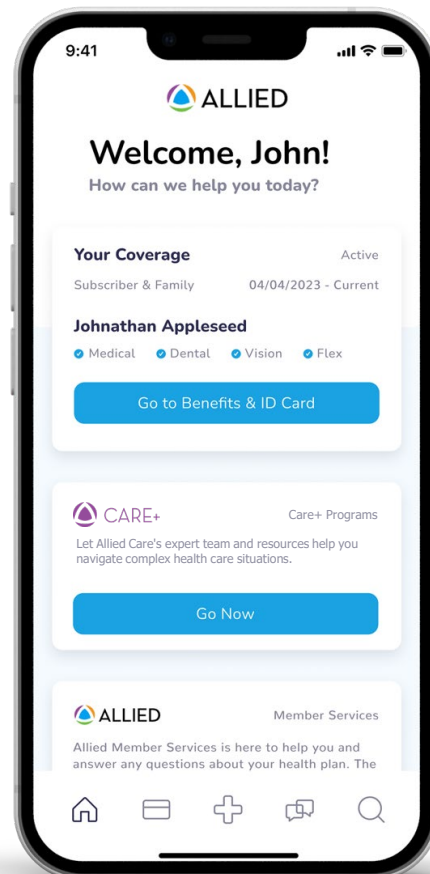 9:41
ALLIED
Welcome, John!
How can we help you today?
Your Coverage Active
Subscriber & Family 04/04/2023 - Current
Johnathan Appleseed
Medical Dental Vision Flex
Go to Benefits & ID Card
CARE+ Care+ Programs
Let Allied Care's expert team and resources help you
navigate complex health care situations.
Go Now
ALLIED Member Services
Allied Member Services is here to help you and
answer any questions about your health plan. The